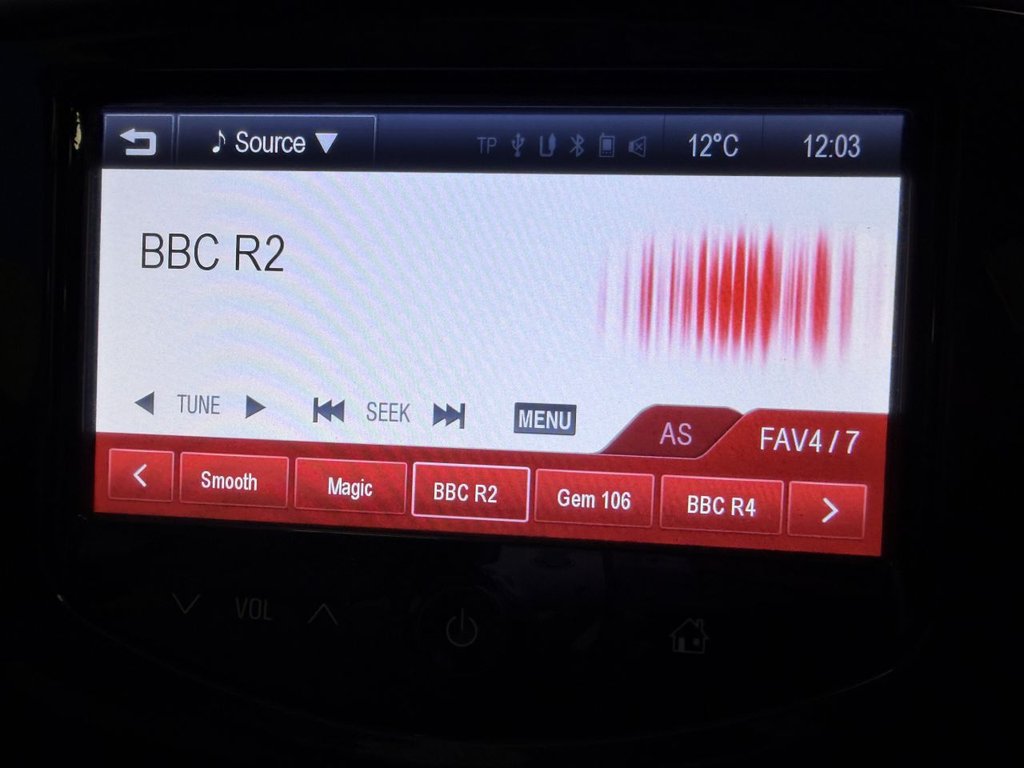 Source TP 12°C 12:03
BBC R2
TUNE SEEK MENU AS FAV4 / 7
Smooth Magic BBC R2 Gem 106 BBC R4
VOL